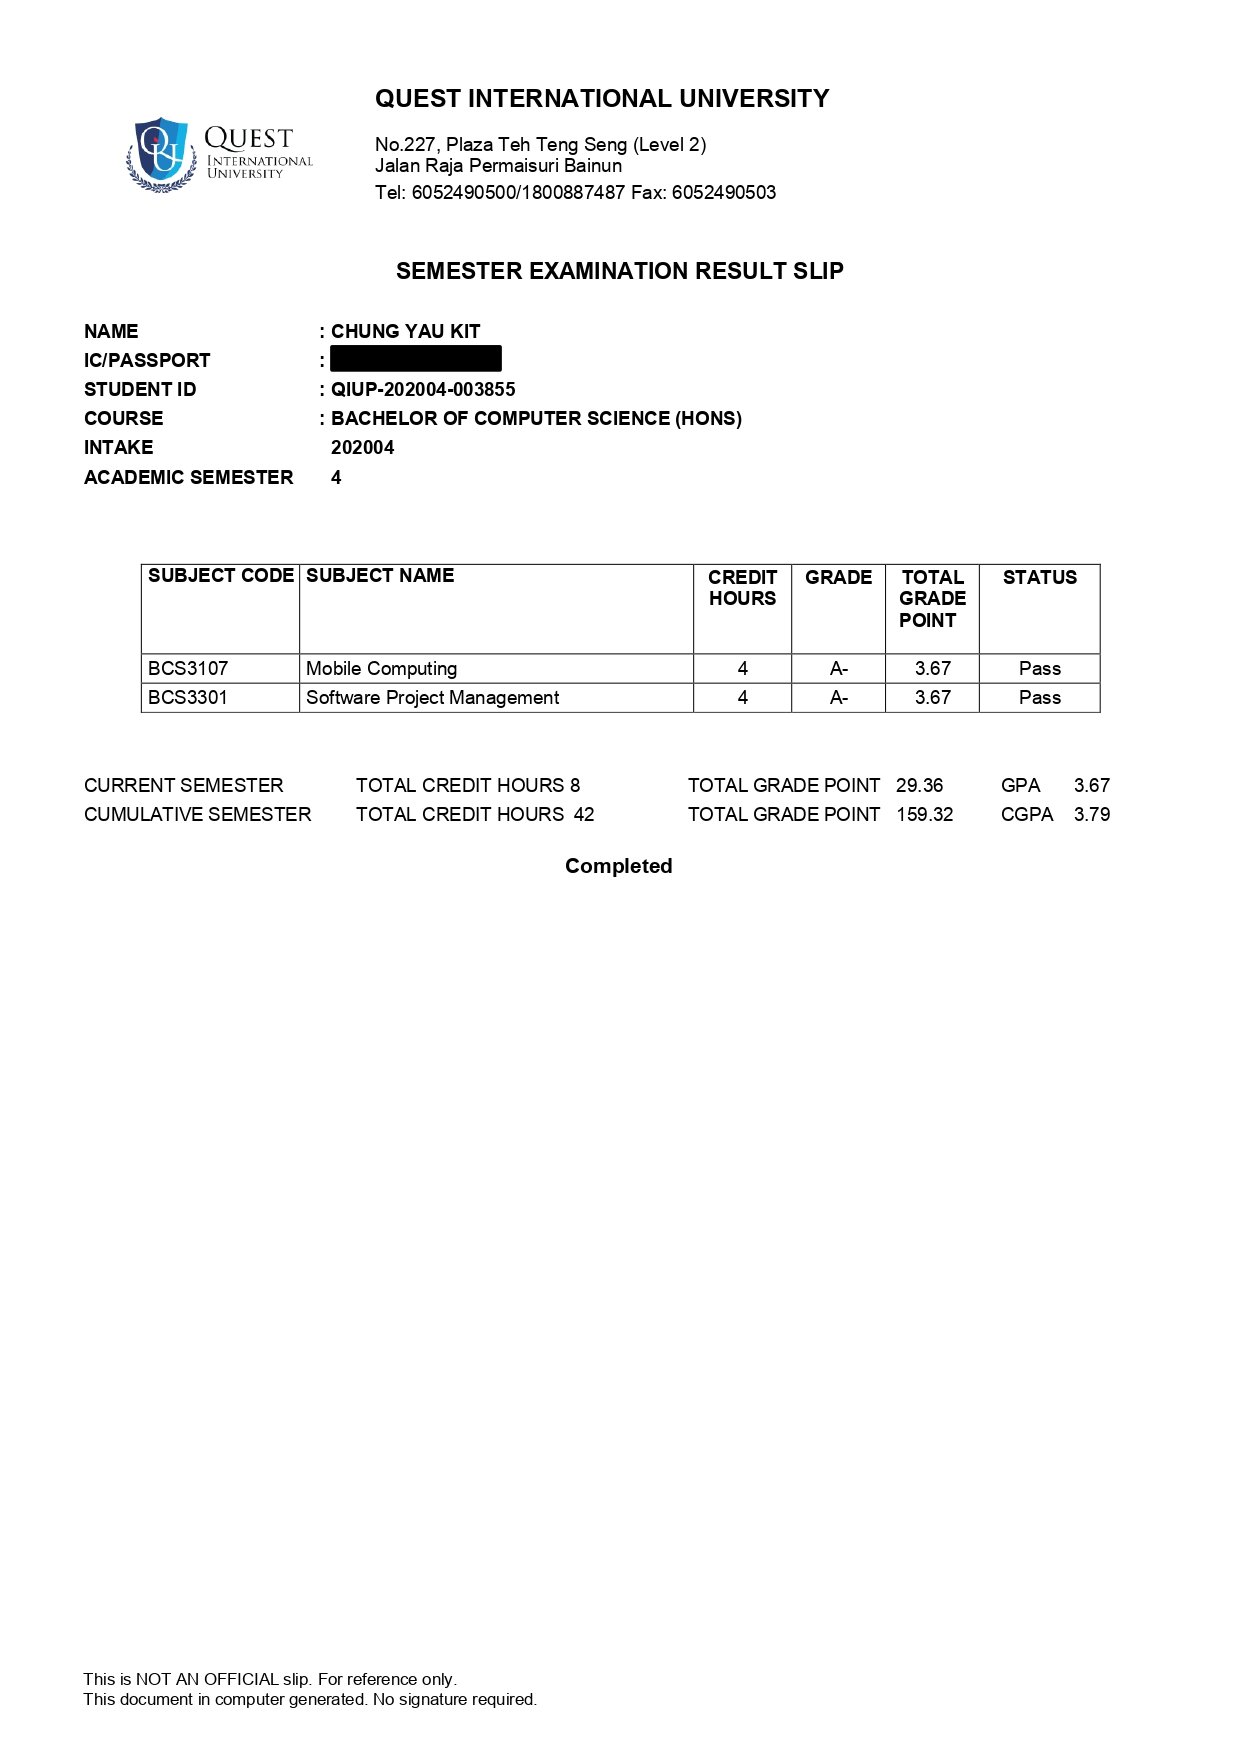 QUEST INTERNATIONAL UNIVERSITY
QUEST
INTERNATIONAL
UNIVERSITY
No.227, Plaza Teh Teng Seng (Level 2)
Jalan Raja Permaisuri Bainun
Tel: 6052490500/1800887487 Fax: 6052490503
SEMESTER EXAMINATION RESULT SLIP
NAME : CHUNG YAU KIT
IC/PASSPORT :
STUDENT ID : QIUP-202004-003855
COURSE : BACHELOR OF COMPUTER SCIENCE (HONS)
INTAKE 202004
ACADEMIC SEMESTER 4
SUBJECT CODE SUBJECT NAME CREDIT HOURS GRADE TOTAL GRADE POINT STATUS
BCS3107 Mobile Computing 4 A- 3.67 Pass
BCS3301 Software Project Management 4 A- 3.67 Pass
CURRENT SEMESTER TOTAL CREDIT HOURS 8 TOTAL GRADE POINT 29.36 GPA 3.67
CUMULATIVE SEMESTER TOTAL CREDIT HOURS 42 TOTAL GRADE POINT 159.32 CGPA 3.79
Completed
This is NOT AN OFFICIAL slip. For reference only.
This document in computer generated. No signature required.